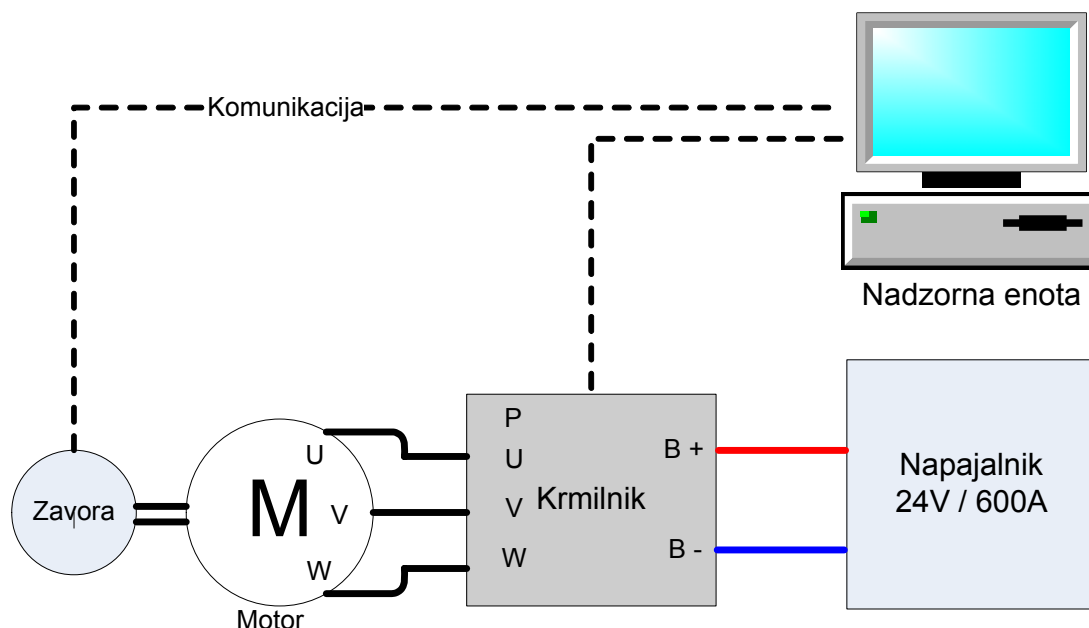 Komunikacija
Nadzorna enota
P
U
U
B +
Napajalnik
24V / 600A
Zavora
M
V
V
Krmilnik
W
W
B -
Motor